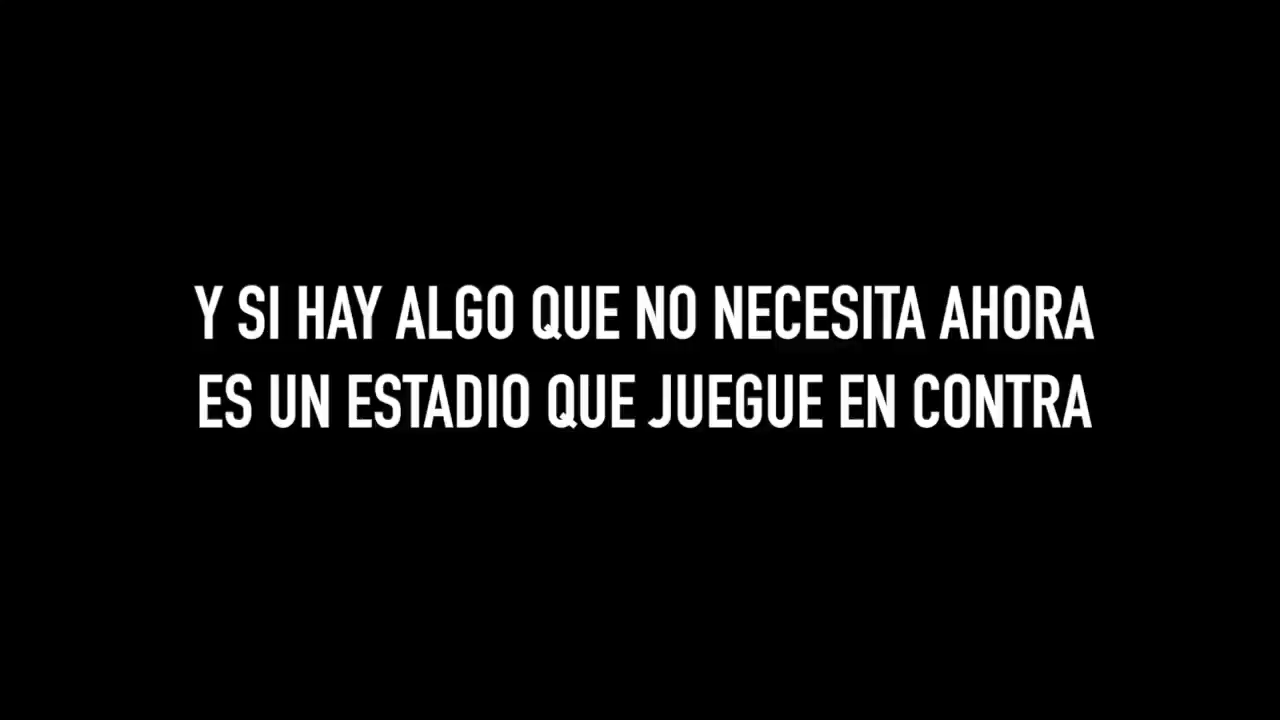 Y SI HAY ALGO QUE NO NECESITA AHORA
ES UN ESTADIO QUE JUEGUE EN CONTRA